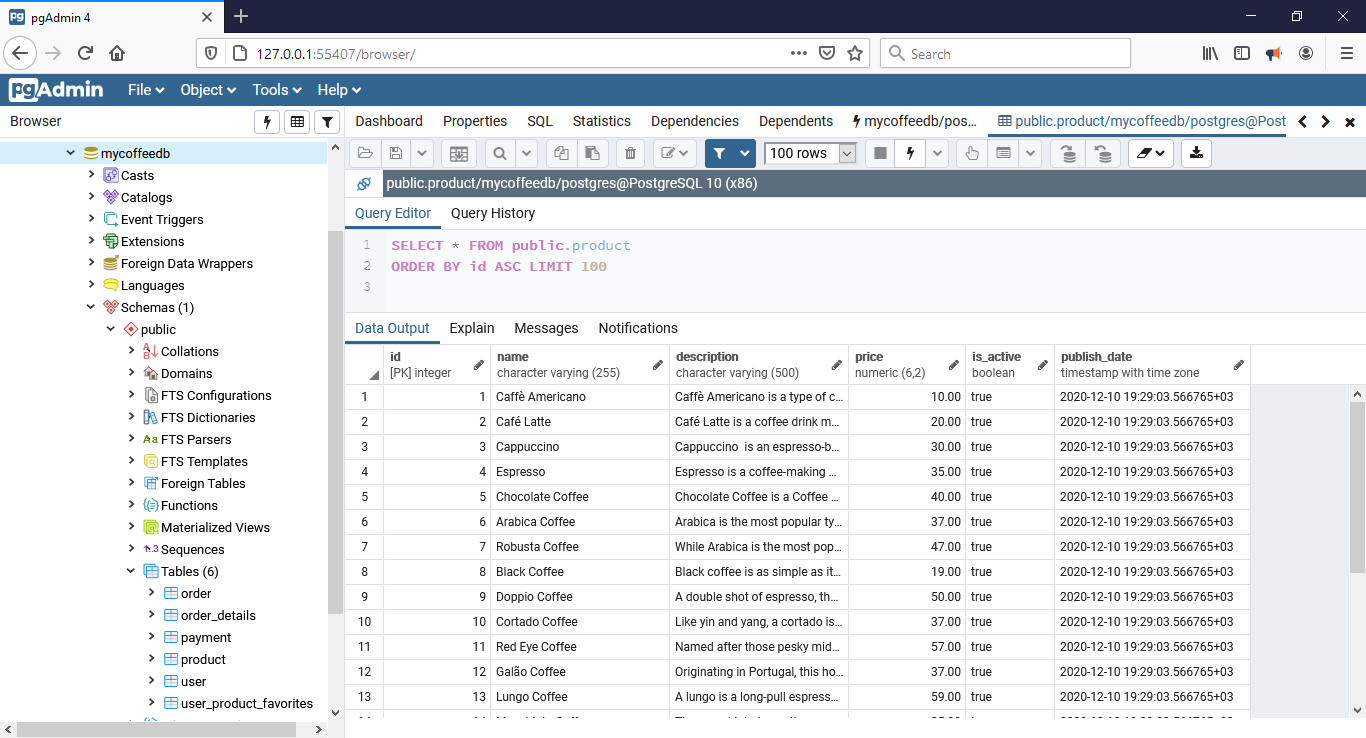 pgAdmin 4
127.0.0.1:55407/browser/
Search
pgAdmin File Object Tools Help
Browser
Dashboard Properties SQL Statistics Dependencies Dependents mycoffeedb/pos... public.product/mycoffeedb/postgres@Post
mycoffeedb
Casts
Catalogs
Event Triggers
Extensions
Foreign Data Wrappers
Languages
Schemas (1)
public
Collations
Domains
FTS Configurations
FTS Dictionaries
FTS Parsers
FTS Templates
Foreign Tables
Functions
Materialized Views
Sequences
Tables (6)
order
order_details
payment
product
user
user_product_favorites
100 rows
public.product/mycoffeedb/postgres@PostgreSQL 10 (x86)
Query Editor Query History
1 SELECT * FROM public.product
2 ORDER BY id ASC LIMIT 100
3
Data Output Explain Messages Notifications
id name description price is_active publish_date
[PK] integer character varying (255) character varying (500) numeric (6,2) boolean timestamp with time zone
1 1 Caffè Americano Caffè Americano is a type of c... 10.00 true 2020-12-10 19:29:03.566765+03
2 2 Café Latte Café Latte is a coffee drink m... 20.00 true 2020-12-10 19:29:03.566765+03
3 3 Cappuccino Cappuccino is an espresso-b... 30.00 true 2020-12-10 19:29:03.566765+03
4 4 Espresso Espresso is a coffee-making ... 35.00 true 2020-12-10 19:29:03.566765+03
5 5 Chocolate Coffee Chocolate Coffee is a Coffee ... 40.00 true 2020-12-10 19:29:03.566765+03
6 6 Arabica Coffee Arabica is the most popular ty... 37.00 true 2020-12-10 19:29:03.566765+03
7 7 Robusta Coffee While Arabica is the most pop... 47.00 true 2020-12-10 19:29:03.566765+03
8 8 Black Coffee Black coffee is as simple as it... 19.00 true 2020-12-10 19:29:03.566765+03
9 9 Doppio Coffee A double shot of espresso, th... 50.00 true 2020-12-10 19:29:03.566765+03
10 10 Cortado Coffee Like yin and yang, a cortado is... 37.00 true 2020-12-10 19:29:03.566765+03
11 11 Red Eye Coffee Named after those pesky mid... 57.00 true 2020-12-10 19:29:03.566765+03
12 12 Galão Coffee Originating in Portugal, this ho... 37.00 true 2020-12-10 19:29:03.566765+03
13 13 Lungo Coffee A lungo is a long-pull espress... 59.00 true 2020-12-10 19:29:03.566765+03